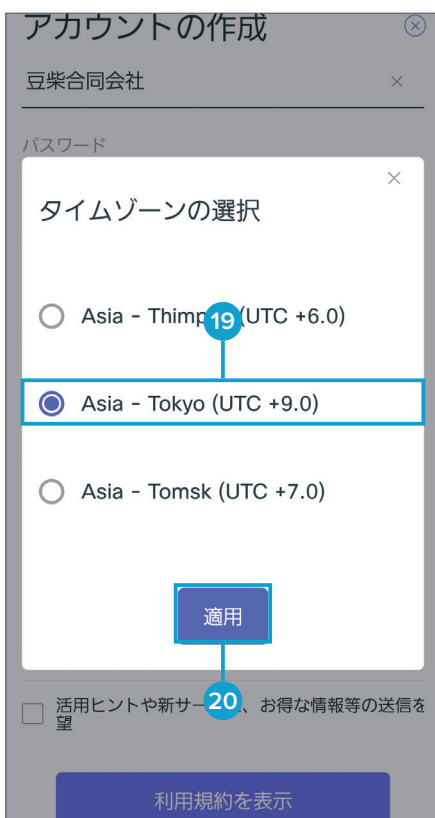 アカウントの作成
豆柴合同会社
パスワード
タイムゾーンの選択
Asia - (UTC +6.0)
19
Asia - Tokyo (UTC +9.0)
Asia - Tomsk (UTC +7.0)
適用
20
活用ヒントや新サー、お得な情報等の送信を
望
利用規約を表示